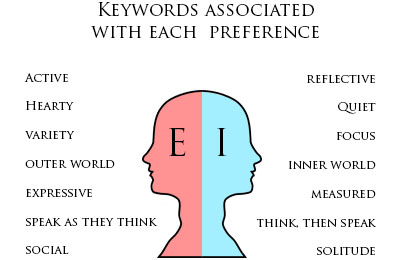 Keywords associated
with each preference
active
reflective
Hearty
Quiet
variety
focus
outer world
inner world
E I
expressive
measured
speak as they think
think, then speak
social
solitude